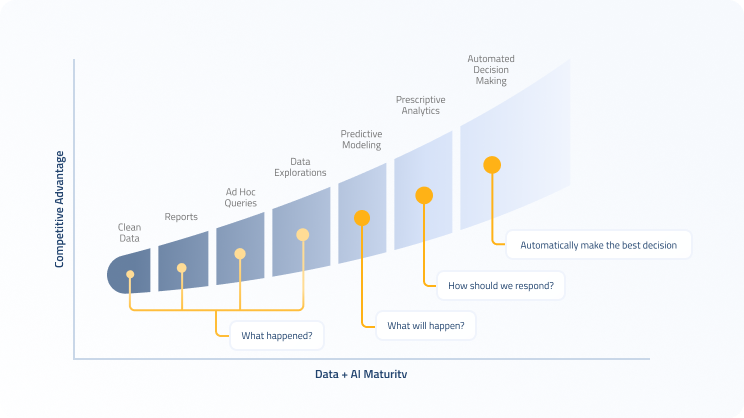 Automated
Decision
Making
Prescriptive
Analytics
Predictive
Modeling
Data
Explorations
Ad Hoc
Queries
Reports
Clean
Data
Competitive Advantage
Automatically make the best decision
How should we respond?
What will happen?
What happened?
Data + AI Maturity